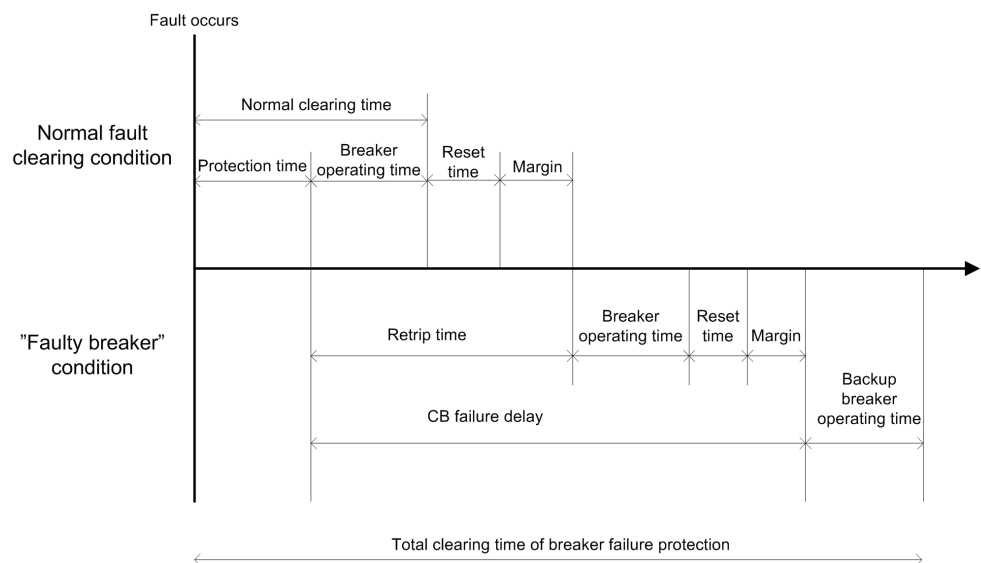 Fault occurs
Normal clearing time
Normal fault
clearing condition
Protection time
Breaker
operating time
Reset
time
Margin
”Faulty breaker”
condition
Retrip time
Breaker
operating time
Reset
time
Margin
Backup
breaker
operating time
CB failure delay
Total clearing time of breaker failure protection